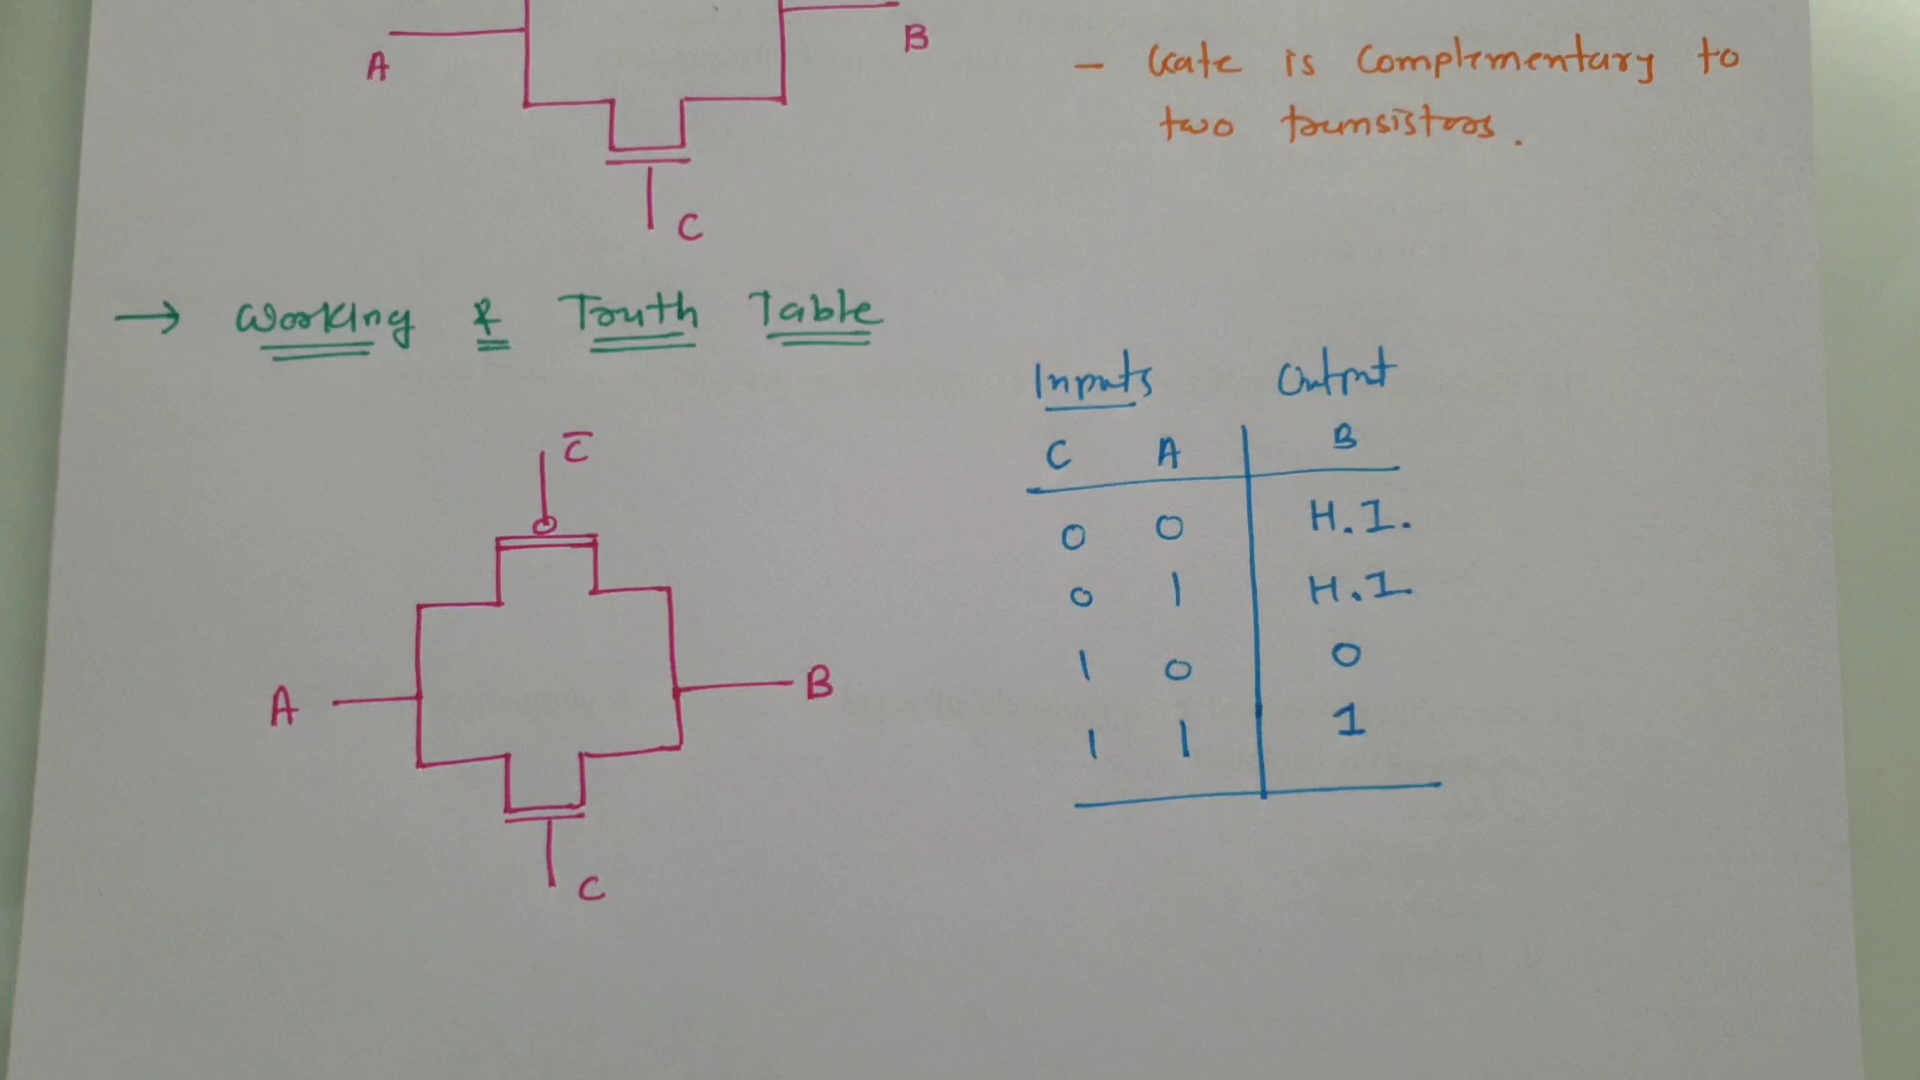 A
B
C
- Gate is complementary to
two transistors.
→ Working & Truth Table
C̅
A
B
C
Inputs Output
C A B
0 0 H.I.
0 1 H.I.
1 0 0
1 1 1